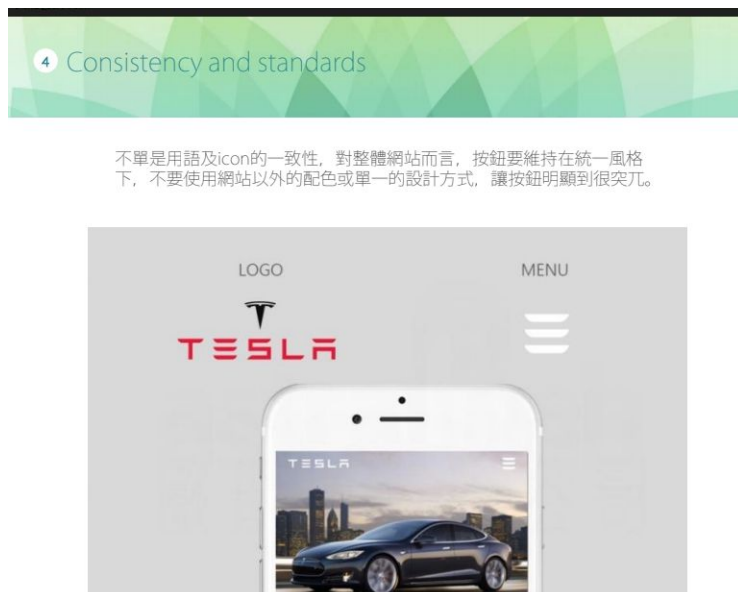 4 Consistency and standards
不單是用語及icon的一致性，對整體網站而言，按鈕要維持在統一風格
下，不要使用網站以外的配色或單一的設計方式，讓按鈕明顯到很突兀。
LOGO
MENU
TESLA
TESLA